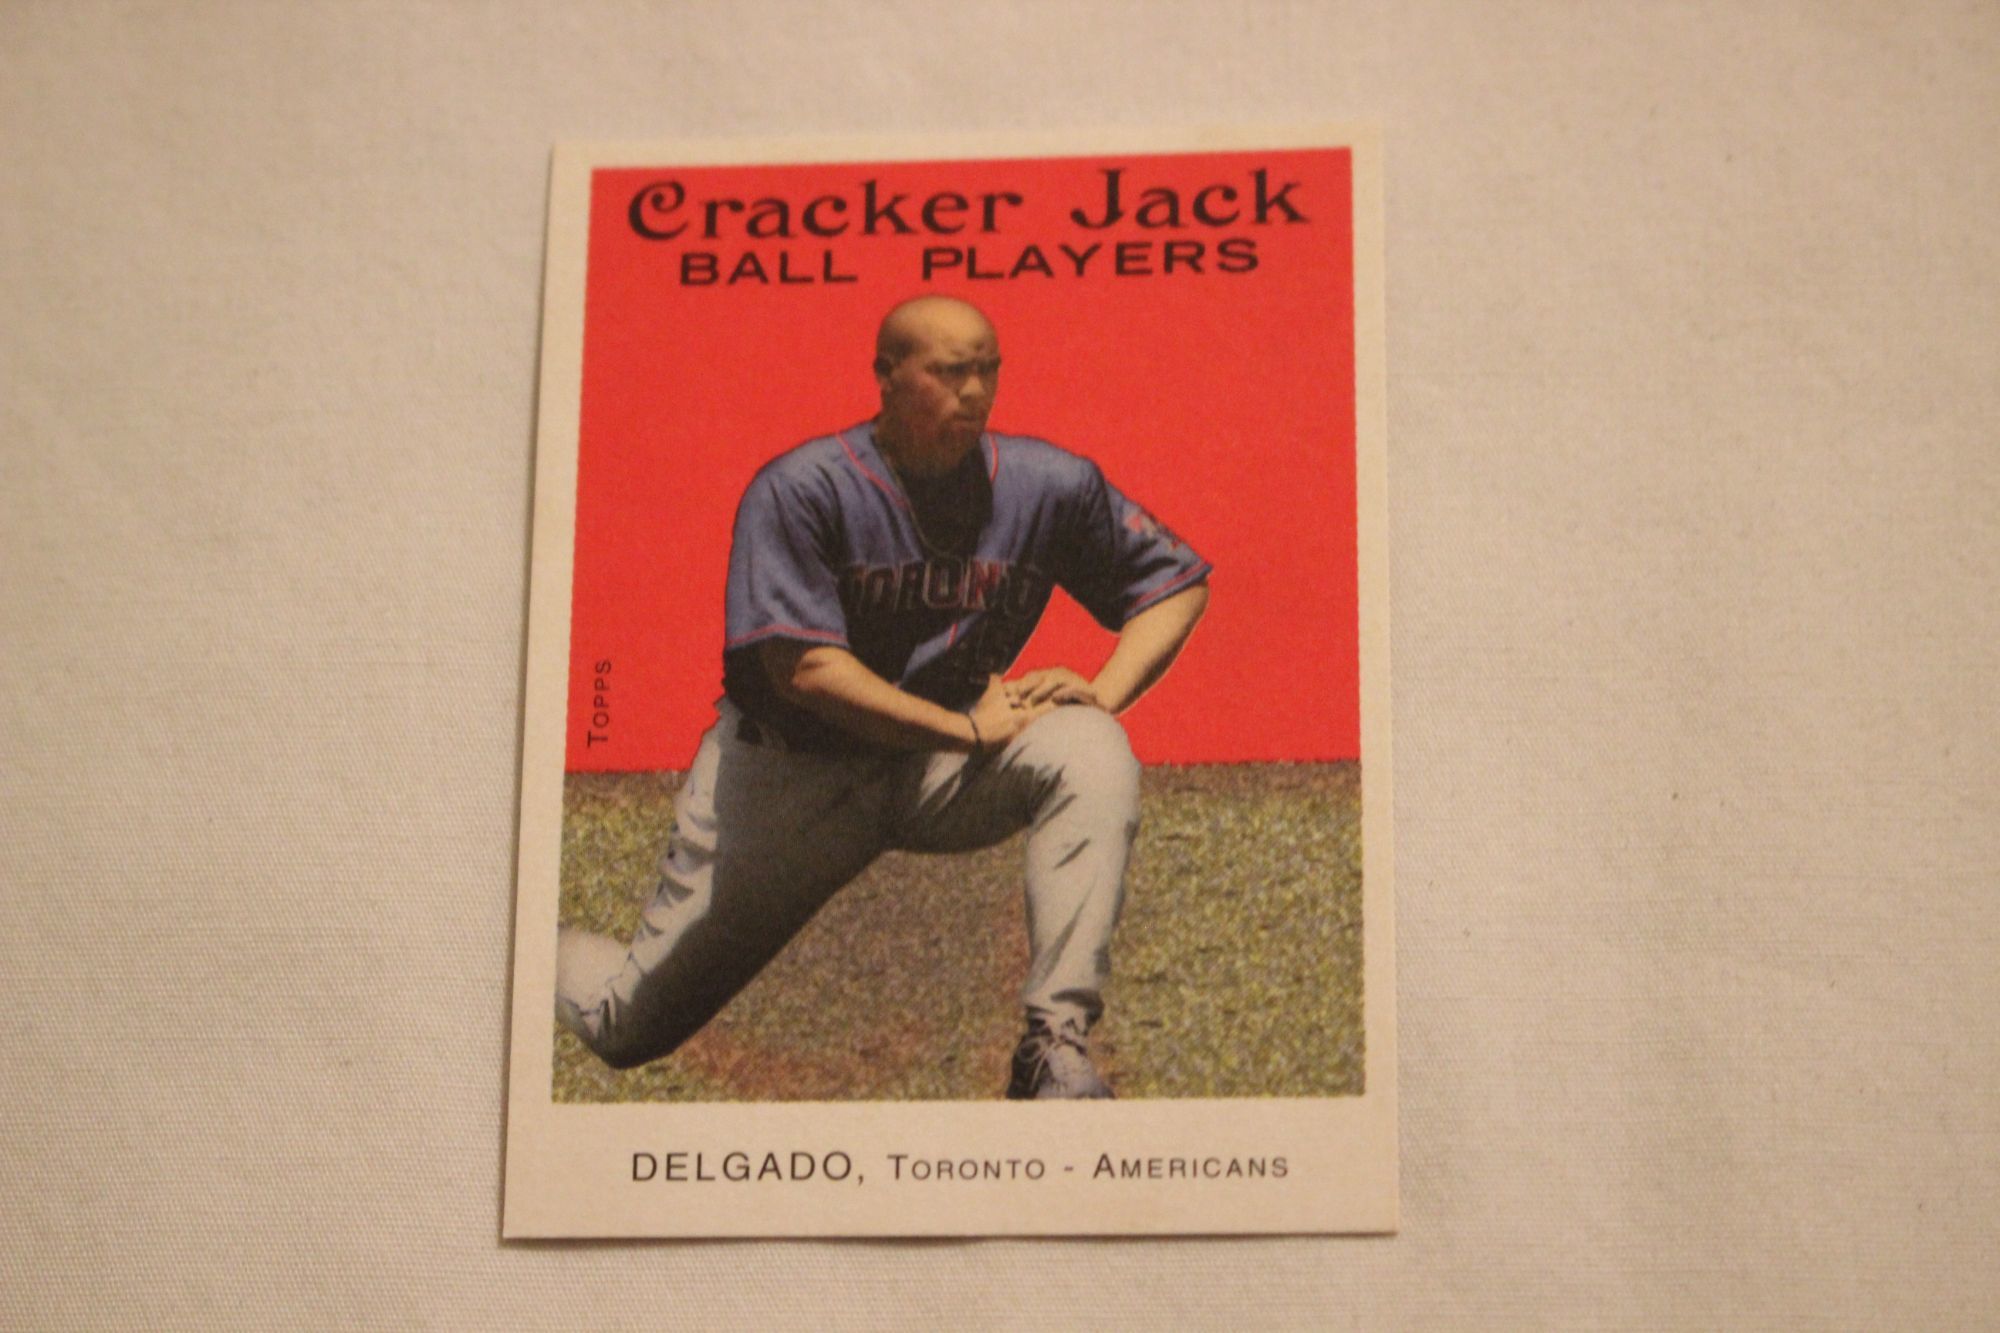 Cracker Jack
BALL PLAYERS
TORONTO
TOPPS
DELGADO, TORONTO - AMERICANS